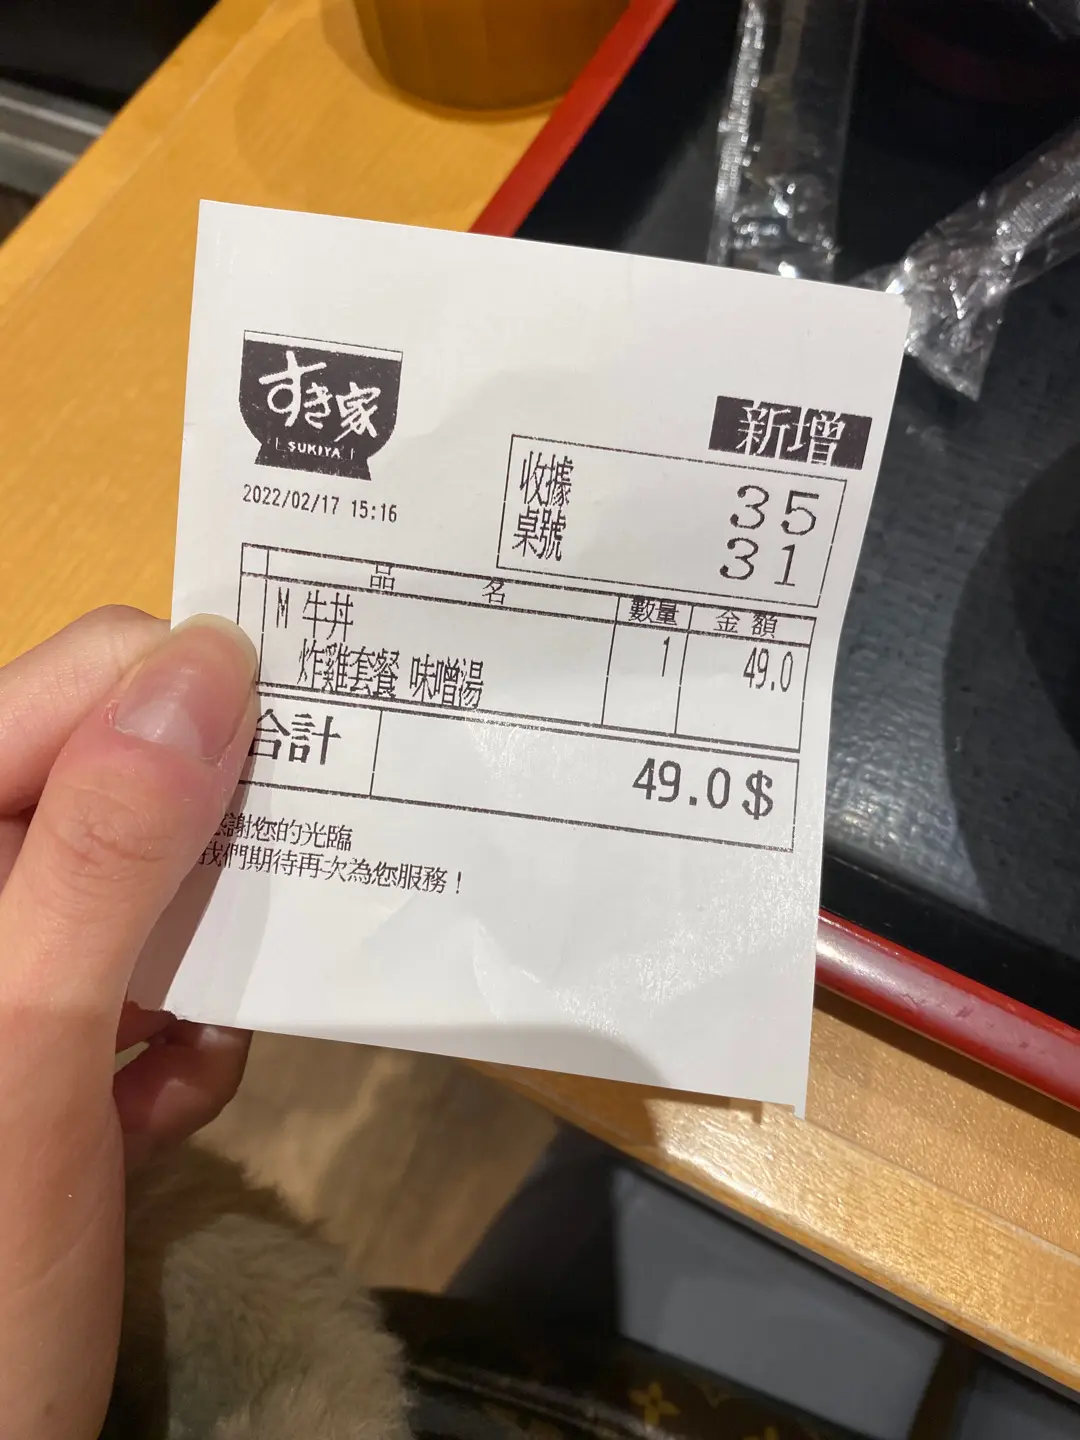 すき家
SUKIYA
2022/02/17 15:16
新增
收據 35
桌號 31
品名 數量 金額
M 牛丼 1 49.0
炸雞套餐 味噌湯
合計 49.0$
謝您的光臨
我們期待再次為您服務！